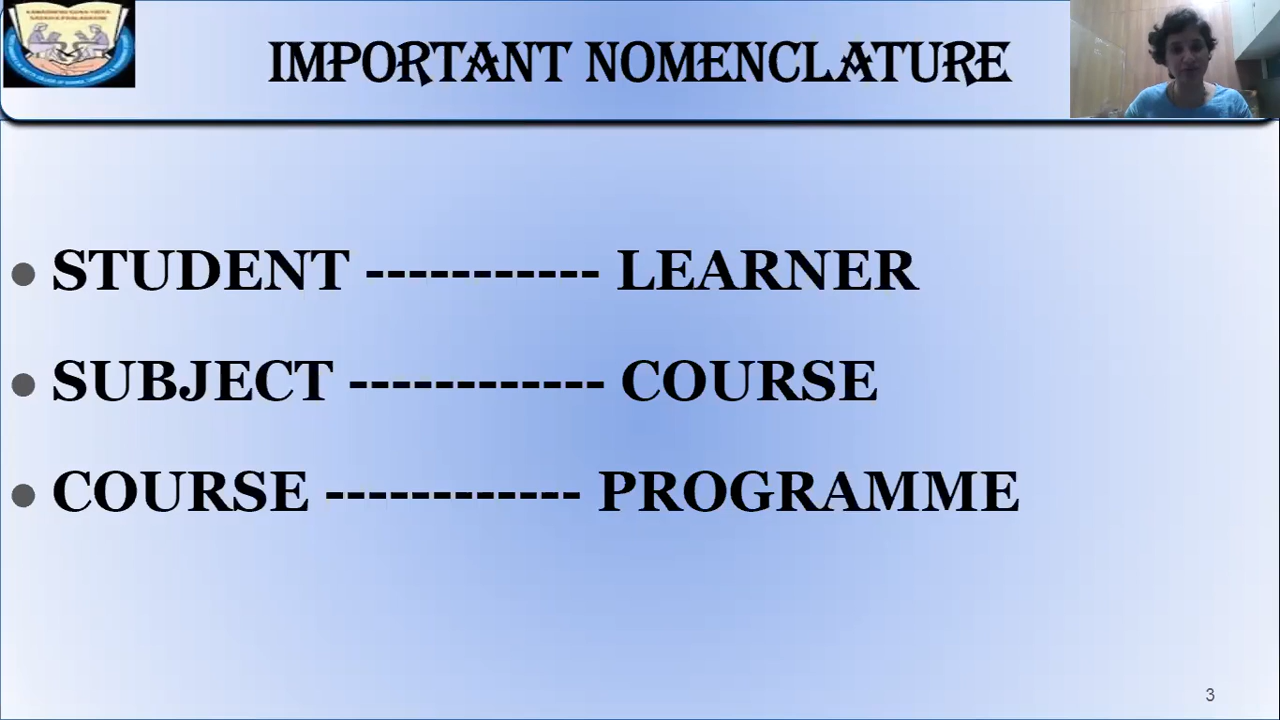 IMPORTANT NOMENCLATURE
STUDENT ----------- LEARNER
SUBJECT ------------ COURSE
COURSE ------------ PROGRAMME
3